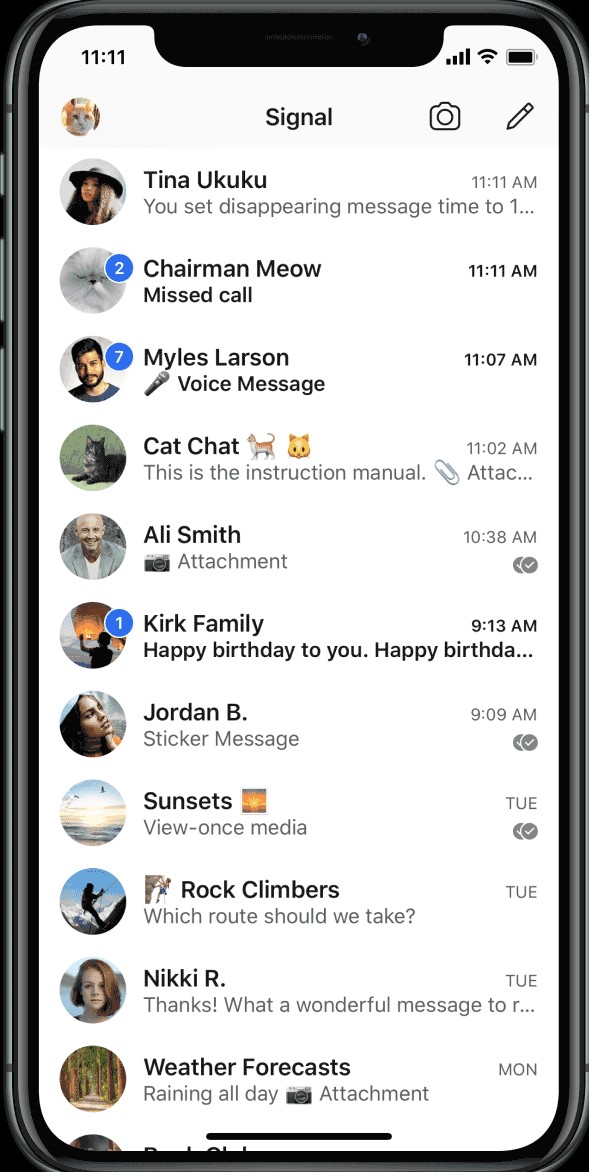 11:11
Signal
Tina Ukuku 11:11 AM
You set disappearing message time to 1...
2 Chairman Meow 11:11 AM
Missed call
7 Myles Larson 11:07 AM
🎤 Voice Message
Cat Chat 🐈 🐱 11:02 AM
This is the instruction manual. 📎 Attac...
Ali Smith 10:38 AM
📷 Attachment
1 Kirk Family 9:13 AM
Happy birthday to you. Happy birthda...
Jordan B. 9:09 AM
Sticker Message
Sunsets 🌅 TUE
View-once media
🧗 Rock Climbers TUE
Which route should we take?
Nikki R. TUE
Thanks! What a wonderful message to r...
Weather Forecasts MON
Raining all day 📷 Attachment